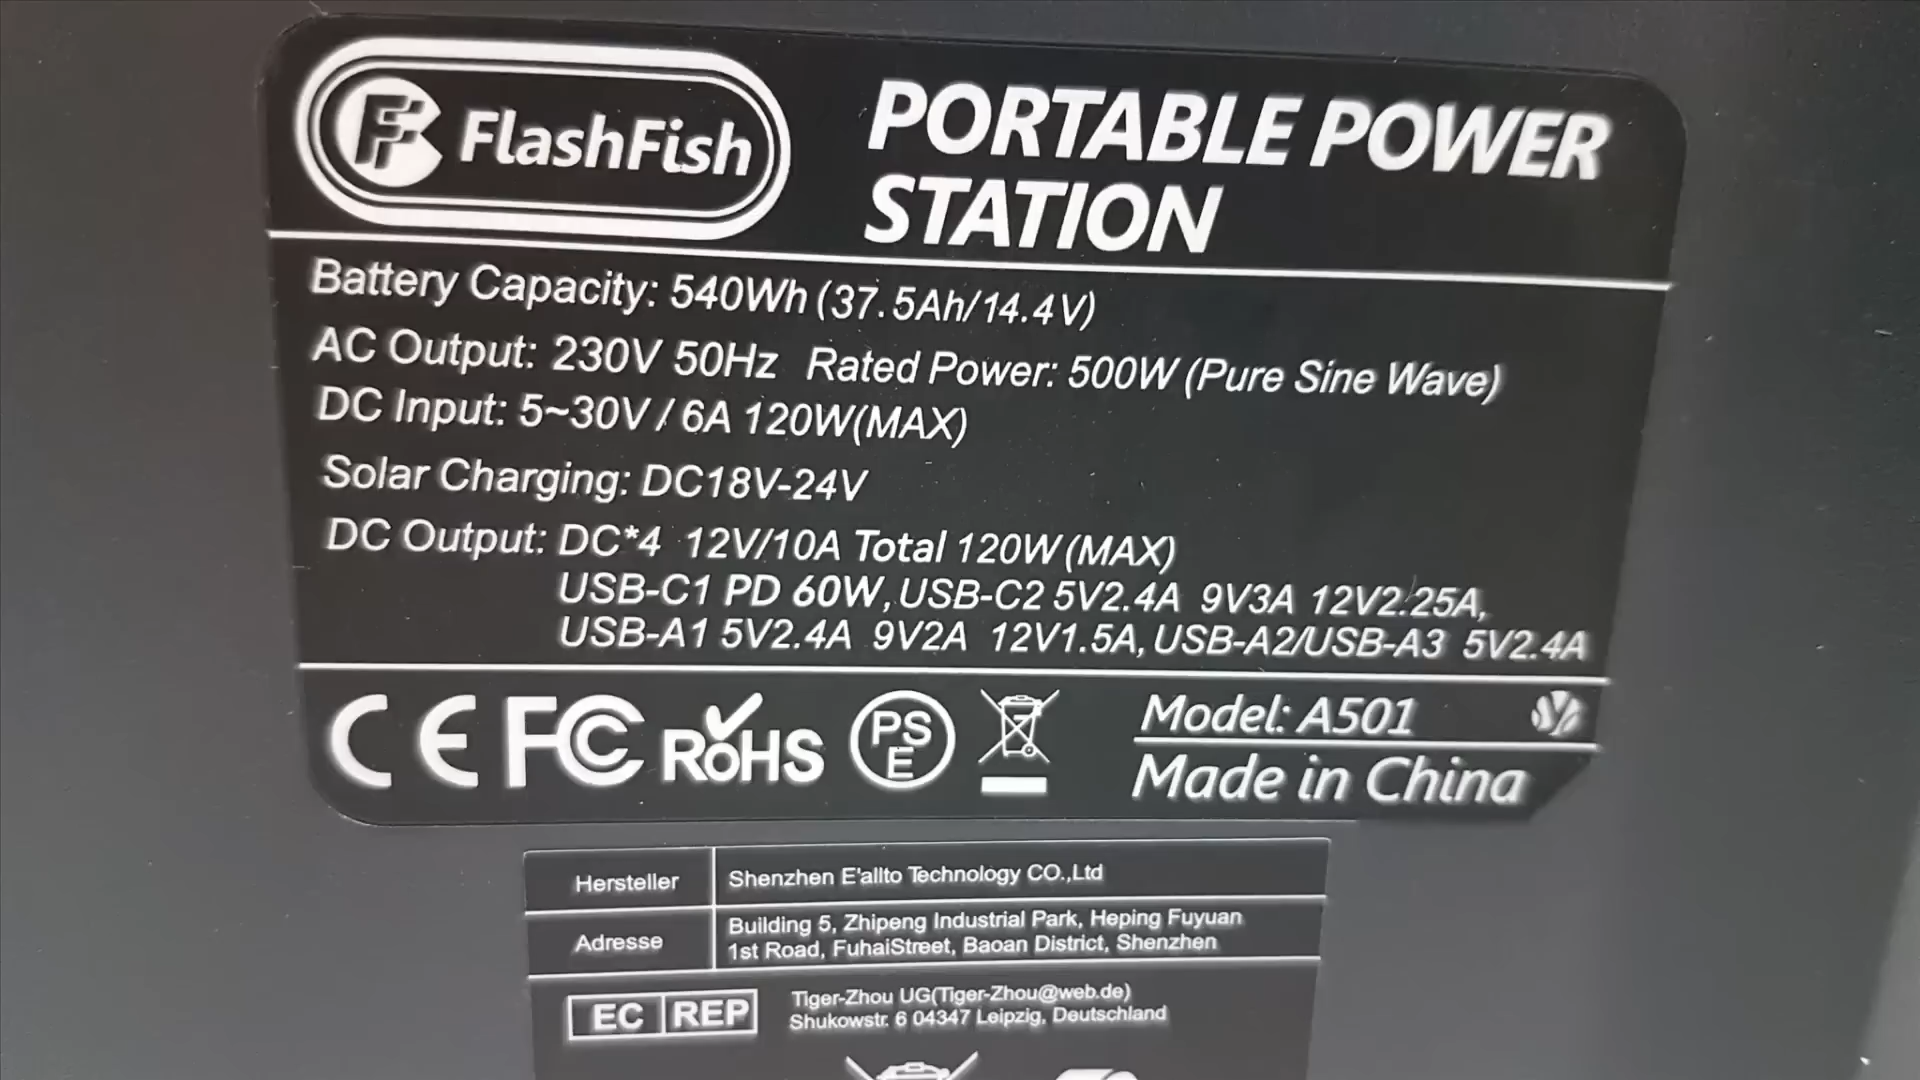 FlashFish
PORTABLE POWER
STATION
Battery Capacity: 540Wh (37.5Ah/14.4V)
AC Output: 230V 50Hz Rated Power: 500W (Pure Sine Wave)
DC Input: 5~30V / 6A 120W(MAX)
Solar Charging: DC18V-24V
DC Output: DC*4 12V/10A Total 120W (MAX)
USB-C1 PD 60W, USB-C2 5V2.4A 9V3A 12V2.25A,
USB-A1 5V2.4A 9V2A 12V1.5A, USB-A2/USB-A3 5V2.4A
CE FC RoHS PSE
Model: A501
Made in China
Hersteller Shenzhen E'allto Technology CO.,Ltd
Adresse Building 5, Zhipeng Industrial Park, Heping Fuyuan
1st Road, FuhaiStreet, Baoan District, Shenzhen
EC REP Tiger-Zhou UG(Tiger-Zhou@web.de)
Shukowstr. 6 04347 Leipzig, Deutschland